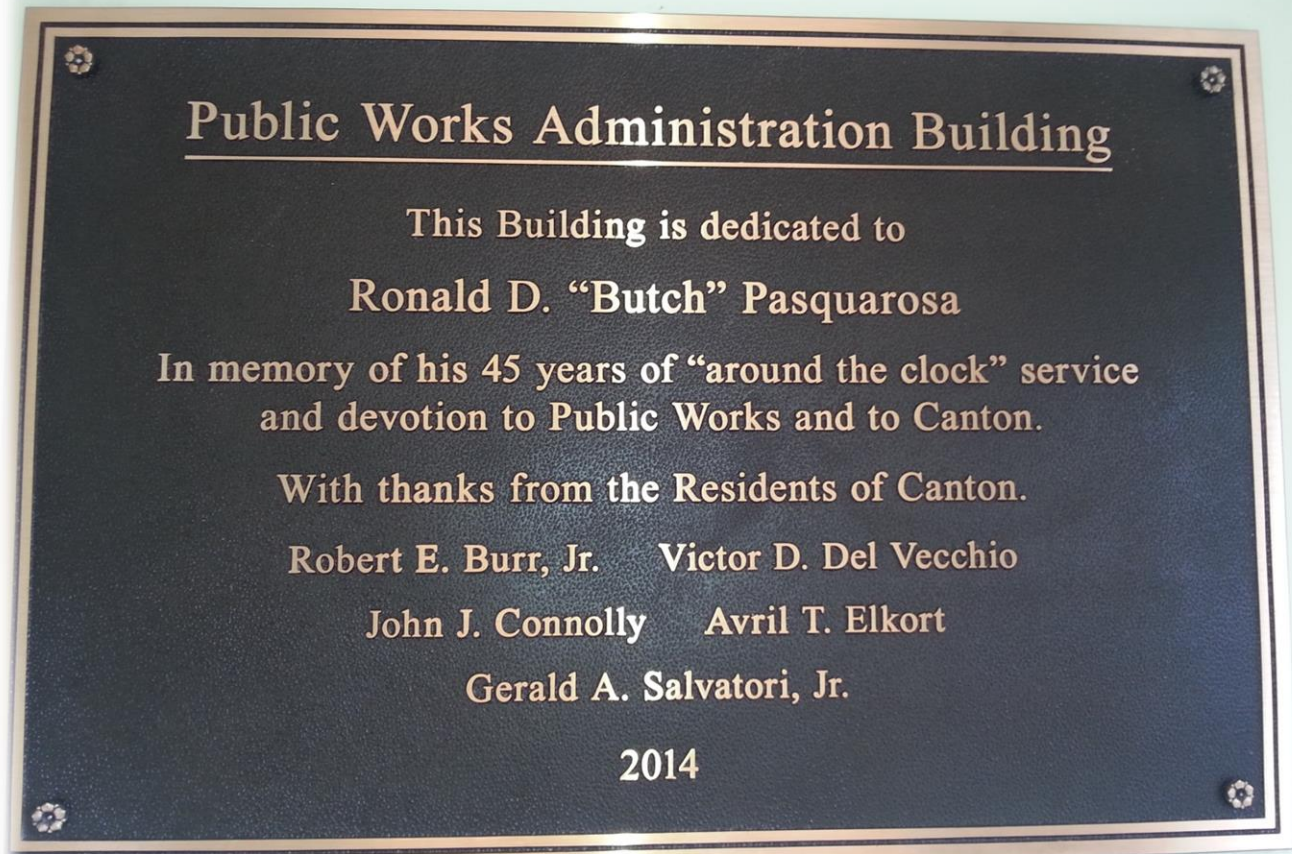 Public Works Administration Building
This Building is dedicated to
Ronald D. “Butch” Pasquarosa
In memory of his 45 years of “around the clock” service
and devotion to Public Works and to Canton.
With thanks from the Residents of Canton.
Robert E. Burr, Jr. Victor D. Del Vecchio
John J. Connolly Avril T. Elkort
Gerald A. Salvatori, Jr.
2014